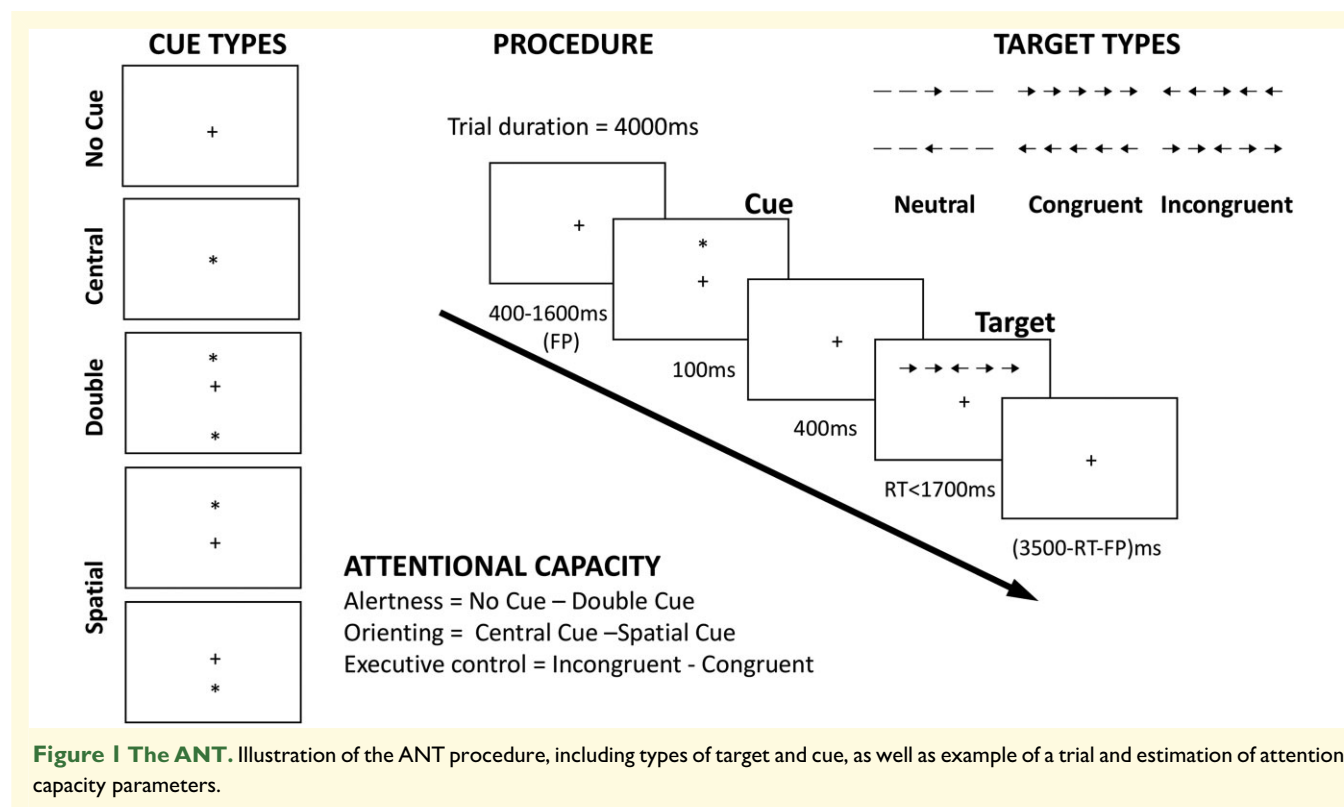 CUE TYPES
No Cue
+
Central
*
Double
*
+
*
Spatial
*
+
+
*
PROCEDURE
Trial duration = 4000ms
+
400-1600ms
(FP)
Cue
*
+
100ms
+
400ms
Target
→ → ← → →
+
RT<1700ms
+
(3500-RT-FP)ms
TARGET TYPES
— — → — — → → → → → ← ← → ← ←
— — ← — — ← ← ← ← ← → → ← → →
Neutral Congruent Incongruent
ATTENTIONAL CAPACITY
Alertness = No Cue – Double Cue
Orienting = Central Cue –Spatial Cue
Executive control = Incongruent - Congruent
Figure 1 The ANT. Illustration of the ANT procedure, including types of target and cue, as well as example of a trial and estimation of attention
capacity parameters.